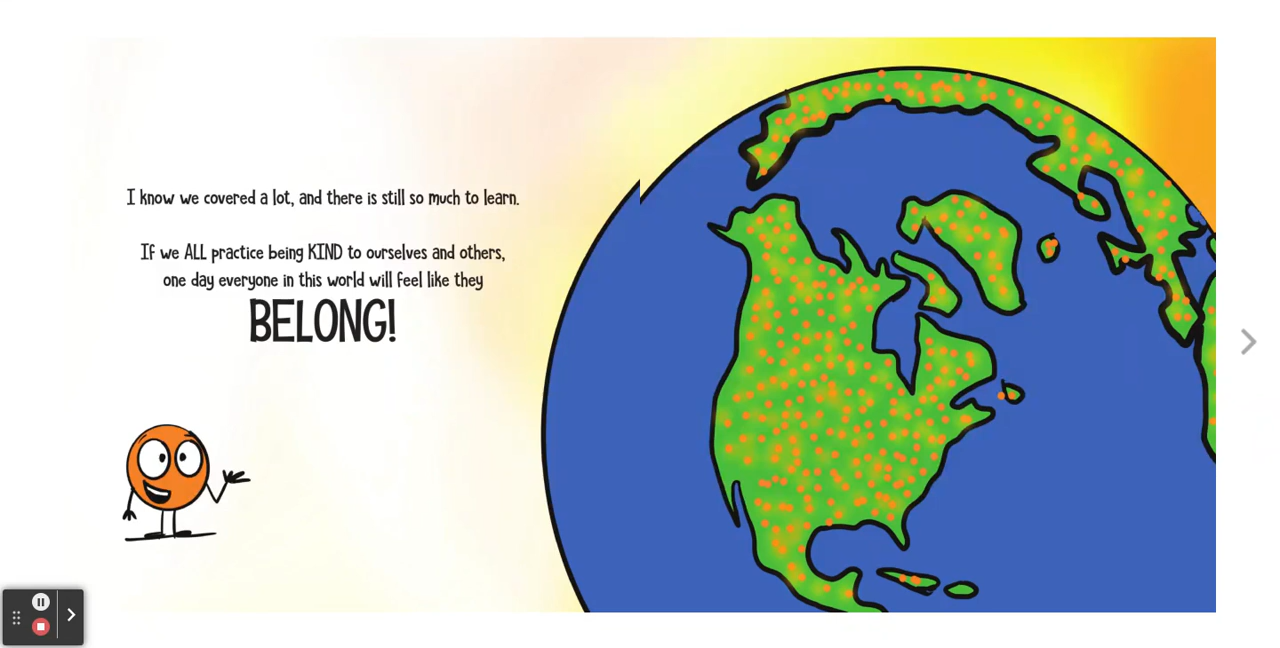 I know we covered a lot, and there is still so much to learn.
If we ALL practice being KIND to ourselves and others,
one day everyone in this world will feel like they
BELONG!